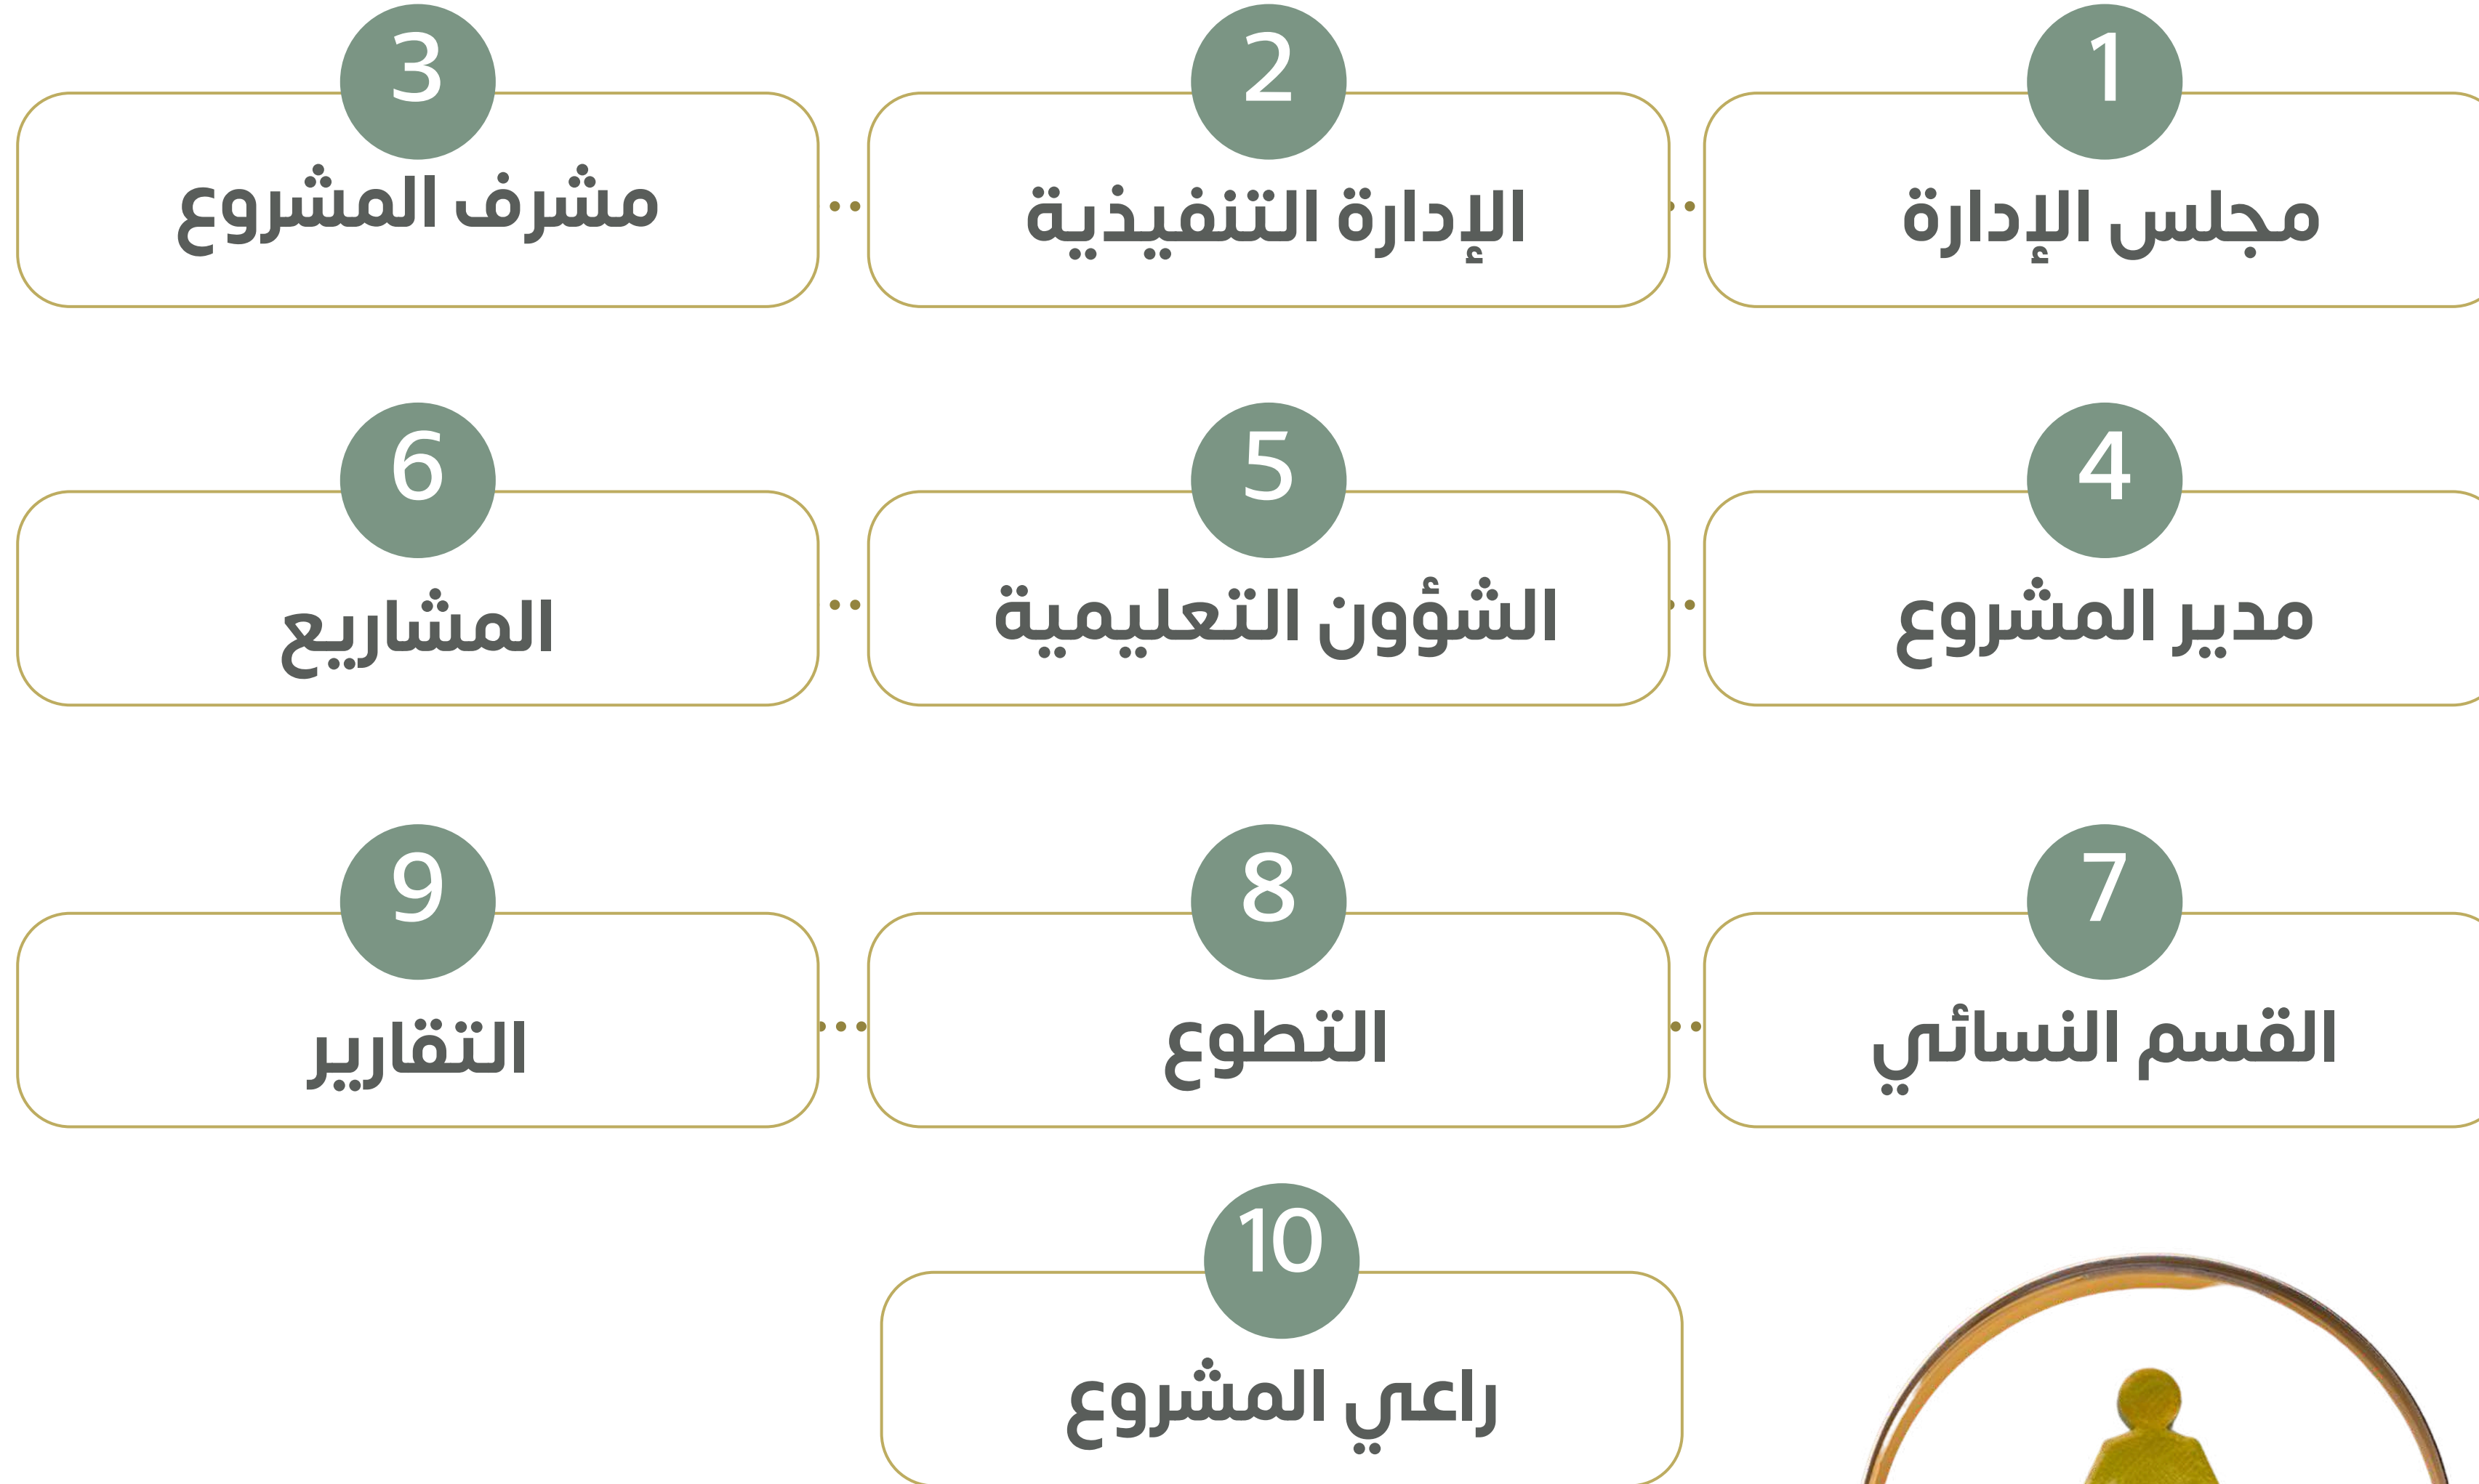 1
مجلس الإدارة
2
الإدارة التنفيذية
3
مشرف المشروع
4
مدير المشروع
5
الشؤون التعليمية
6
المشاريع
7
القسم النسائي
8
التطوع
9
التقارير
10
راعي المشروع